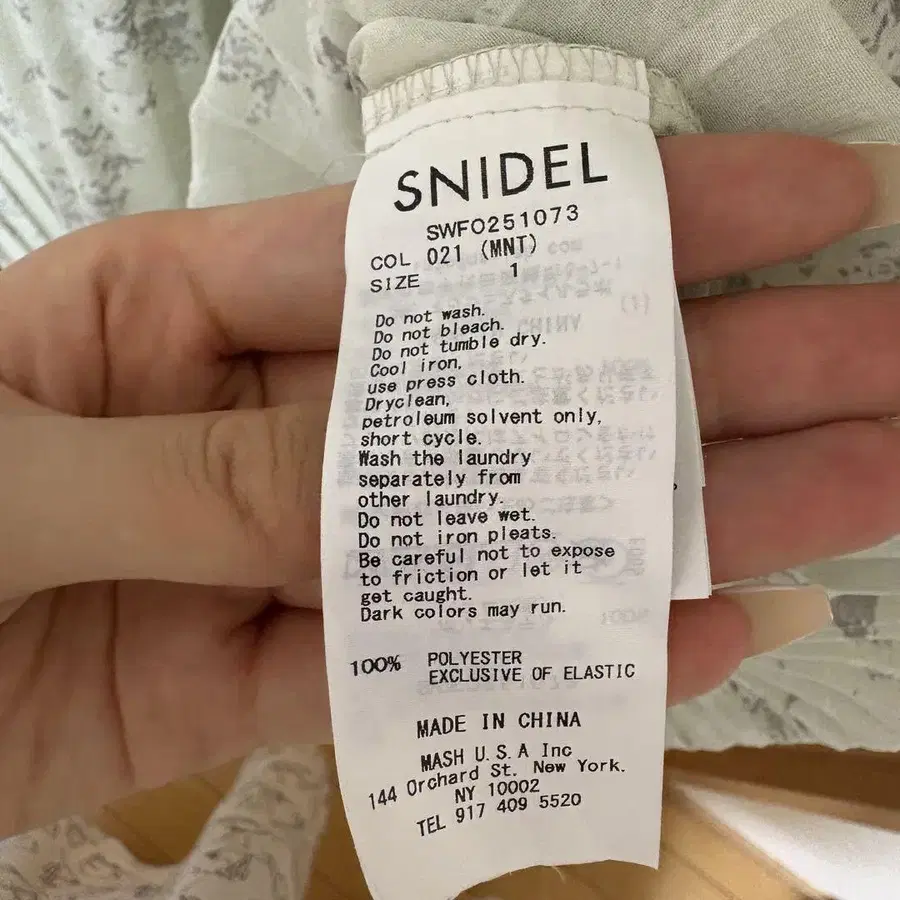 SNIDEL
SWFO251073
COL 021 (MNT)
SIZE 1
Do not wash.
Do not bleach.
Do not tumble dry.
Cool iron,
use press cloth.
Dryclean,
petroleum solvent only,
short cycle.
Wash the laundry
separately from
other laundry.
Do not leave wet.
Do not iron pleats.
Be careful not to expose
to friction or let it
get caught.
Dark colors may run.
100% POLYESTER
EXCLUSIVE OF ELASTIC
MADE IN CHINA
MASH U.S.A Inc
144 Orchard St. New York.
NY 10002
TEL 917 409 5520